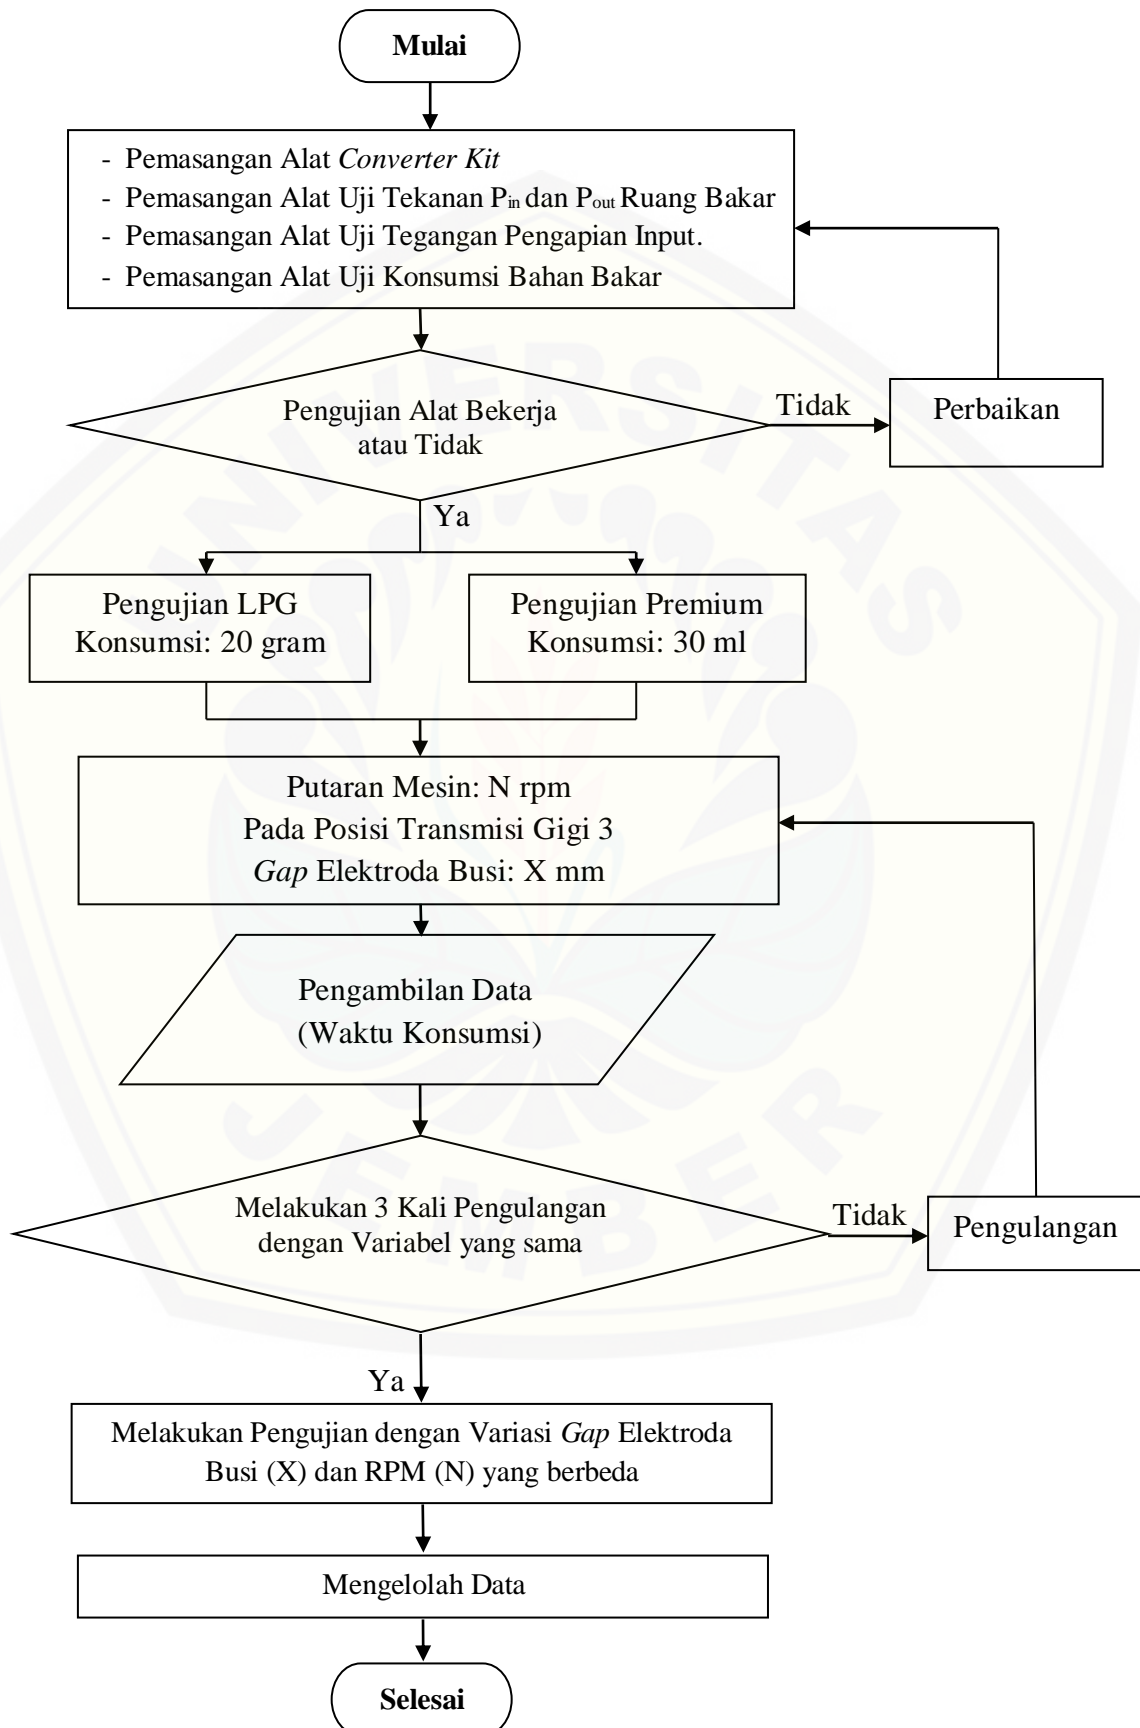 Mulai
- Pemasangan Alat Converter Kit
- Pemasangan Alat Uji Tekanan Pin dan Pout Ruang Bakar
- Pemasangan Alat Uji Tegangan Pengapian Input.
- Pemasangan Alat Uji Konsumsi Bahan Bakar
Pengujian Alat Bekerja
atau Tidak
Tidak
Perbaikan
Ya
Pengujian LPG
Konsumsi: 20 gram
Pengujian Premium
Konsumsi: 30 ml
Putaran Mesin: N rpm
Pada Posisi Transmisi Gigi 3
Gap Elektroda Busi: X mm
Pengambilan Data
(Waktu Konsumsi)
Melakukan 3 Kali Pengulangan
dengan Variabel yang sama
Tidak
Pengulangan
Ya
Melakukan Pengujian dengan Variasi Gap Elektroda
Busi (X) dan RPM (N) yang berbeda
Mengelolah Data
Selesai
UNIVERSITAS
JEMBER